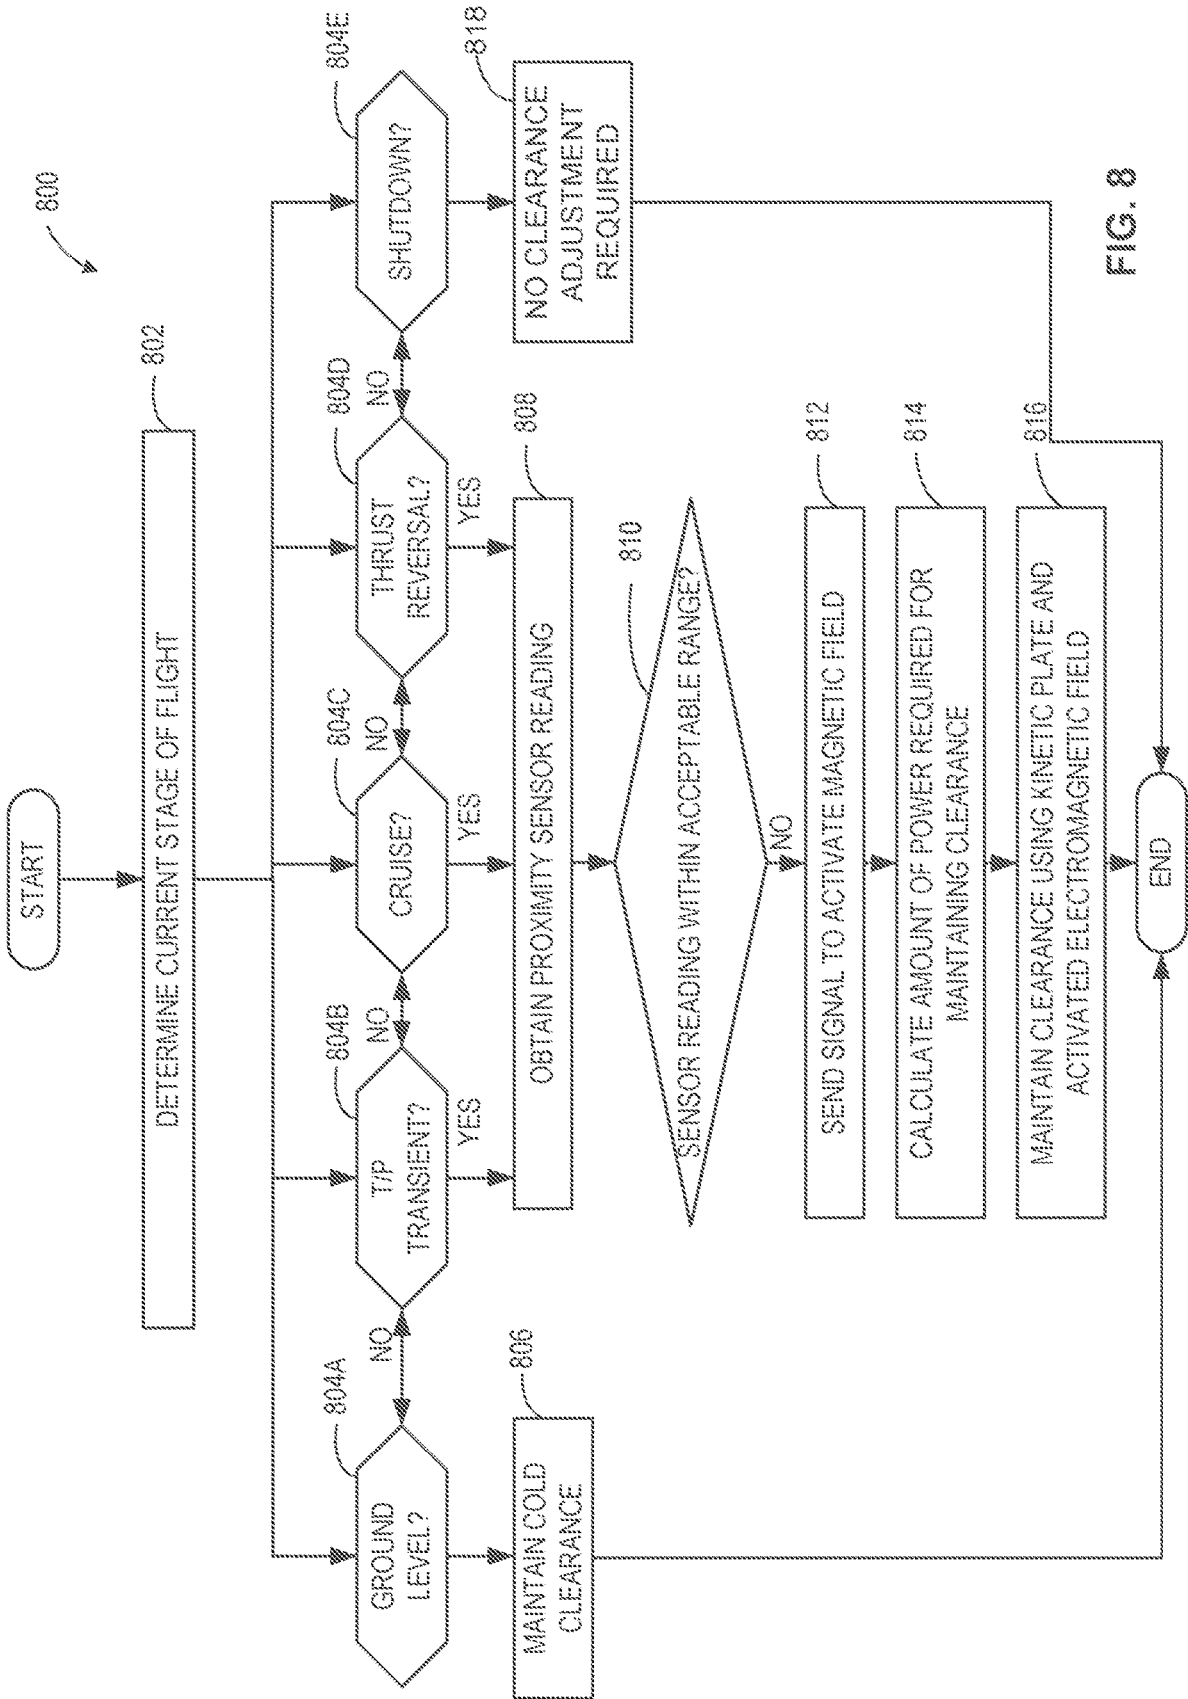 800
START
802
DETERMINE CURRENT STAGE OF FLIGHT
804A
GROUND
LEVEL?
NO
804B
T/P
TRANSIENT?
NO
804C
CRUISE?
NO
804D
THRUST
REVERSAL?
NO
804E
SHUTDOWN?
YES
YES
YES
806
MAINTAIN COLD
CLEARANCE
808
OBTAIN PROXIMITY SENSOR READING
818
NO CLEARANCE
ADJUSTMENT
REQUIRED
810
SENSOR READING WITHIN ACCEPTABLE RANGE?
NO
812
SEND SIGNAL TO ACTIVATE MAGNETIC FIELD
814
CALCULATE AMOUNT OF POWER REQUIRED FOR
MAINTAINING CLEARANCE
816
MAINTAIN CLEARANCE USING KINETIC PLATE AND
ACTIVATED ELECTROMAGNETIC FIELD
END
FIG. 8